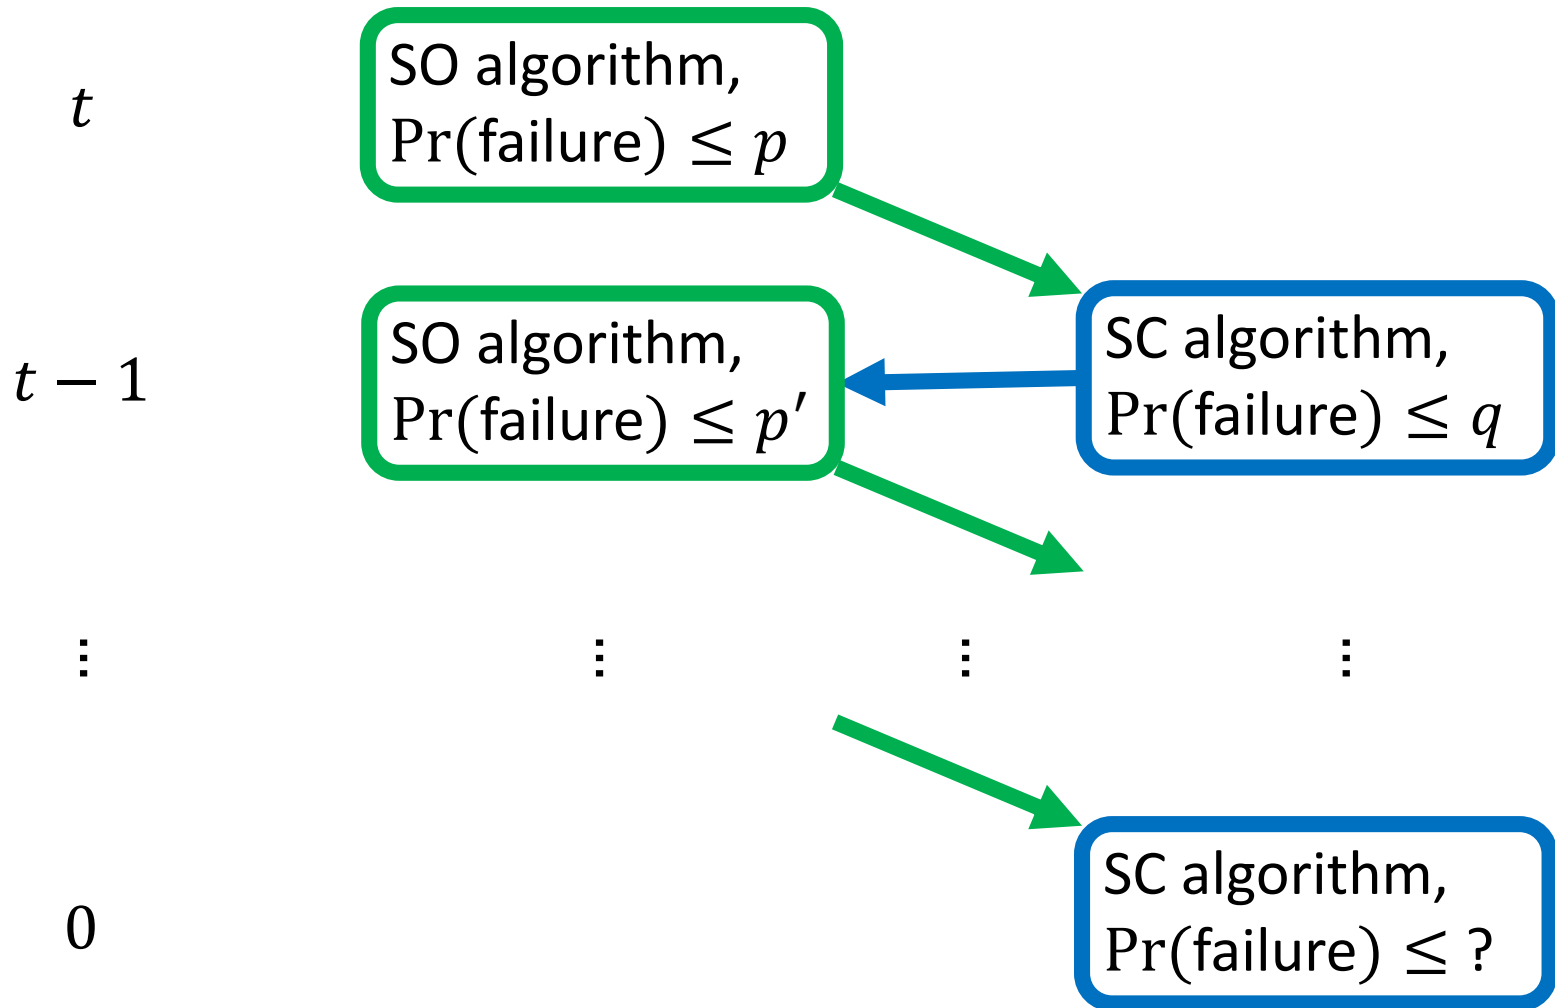 t
SO algorithm,
Pr(failure) ≤ p
t − 1
SO algorithm,
Pr(failure) ≤ p′
SC algorithm,
Pr(failure) ≤ q
⋮ ⋮ ⋮ ⋮
0
SC algorithm,
Pr(failure) ≤ ?